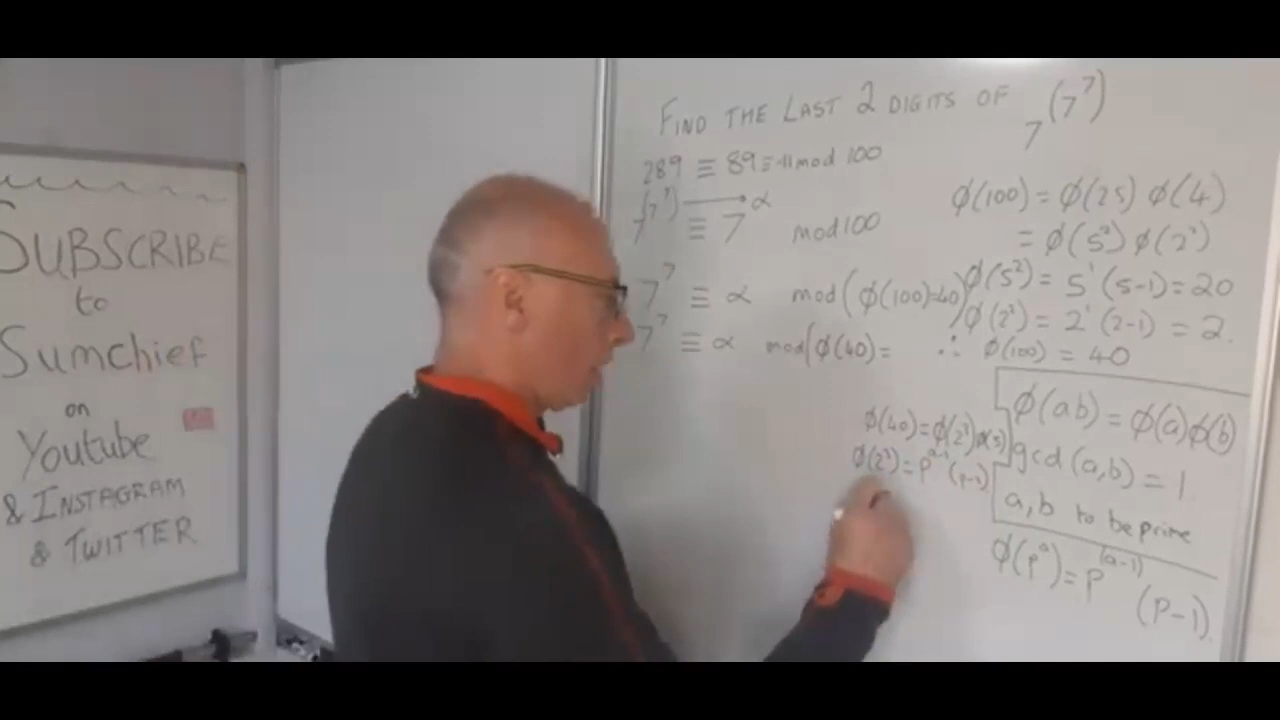 SUBSCRIBE
to
Sumchief
on
Youtube
& INSTAGRAM
& TWITTER
FIND THE LAST 2 DIGITS OF 7^(7^7)
289 ≡ 89 ≡ -11 mod 100
7^(7^7) ≡ 7^α mod 100
7^7 ≡ α mod (φ(100)=40)
7^7 ≡ α mod (φ(40)=
φ(100) = φ(25) φ(4)
= φ(5²) φ(2²)
φ(5²) = 5¹(5-1) = 20
φ(2²) = 2¹(2-1) = 2.
∴ φ(100) = 40
φ(40)=φ(2³)φ(5)
φ(2³)=p^(a-1)(p-1)
φ(ab) = φ(a)φ(b)
gcd(a,b) = 1.
a,b to be prime
φ(p^a) = p^(a-1) (p-1).